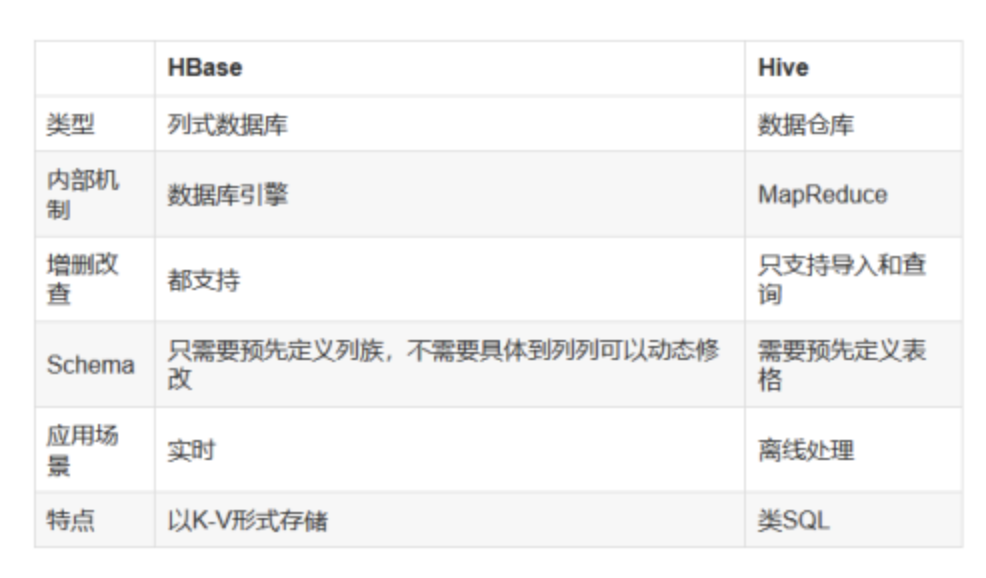 HBase Hive
类型 列式数据库 数据仓库
内部机
制
数据库引擎 MapReduce
增删改
查
都支持
只支持导入和查
询
Schema
只需要预先定义列族，不需要具体到列列可以动态修
改
需要预先定义表
格
应用场
景
实时 离线处理
特点 以K-V形式存储 类SQL